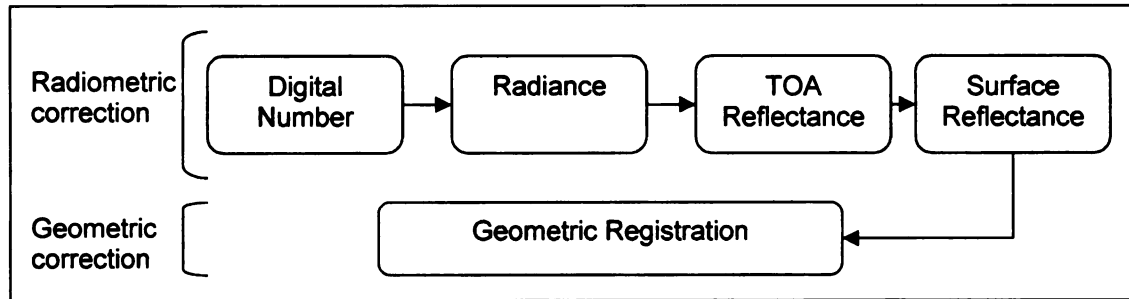 Radiometric
correction
Digital
Number
Radiance
TOA
Reflectance
Surface
Reflectance
Geometric
correction
Geometric Registration